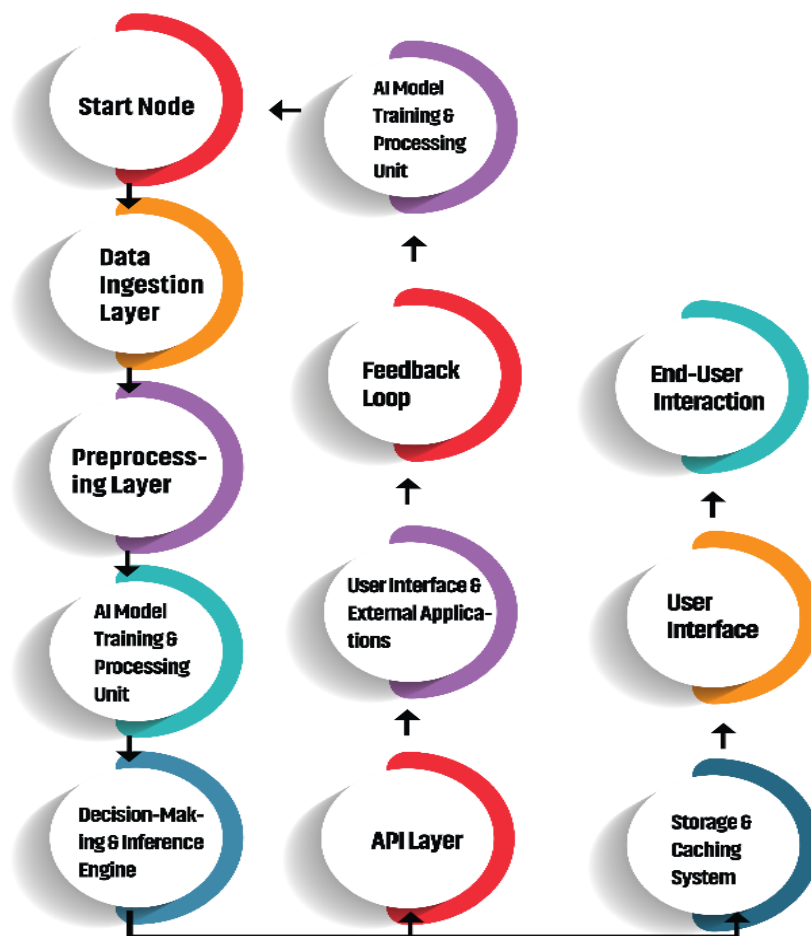 Start Node
Data
Ingestion
Layer
Preprocess-
ing Layer
AI Model
Training &
Processing
Unit
Decision-Mak-
ing & Inference
Engine
AI Model
Training &
Processing
Unit
Feedback
Loop
User Interface &
External Applica-
tions
API Layer
End-User
Interaction
User
Interface
Storage &
Caching
System